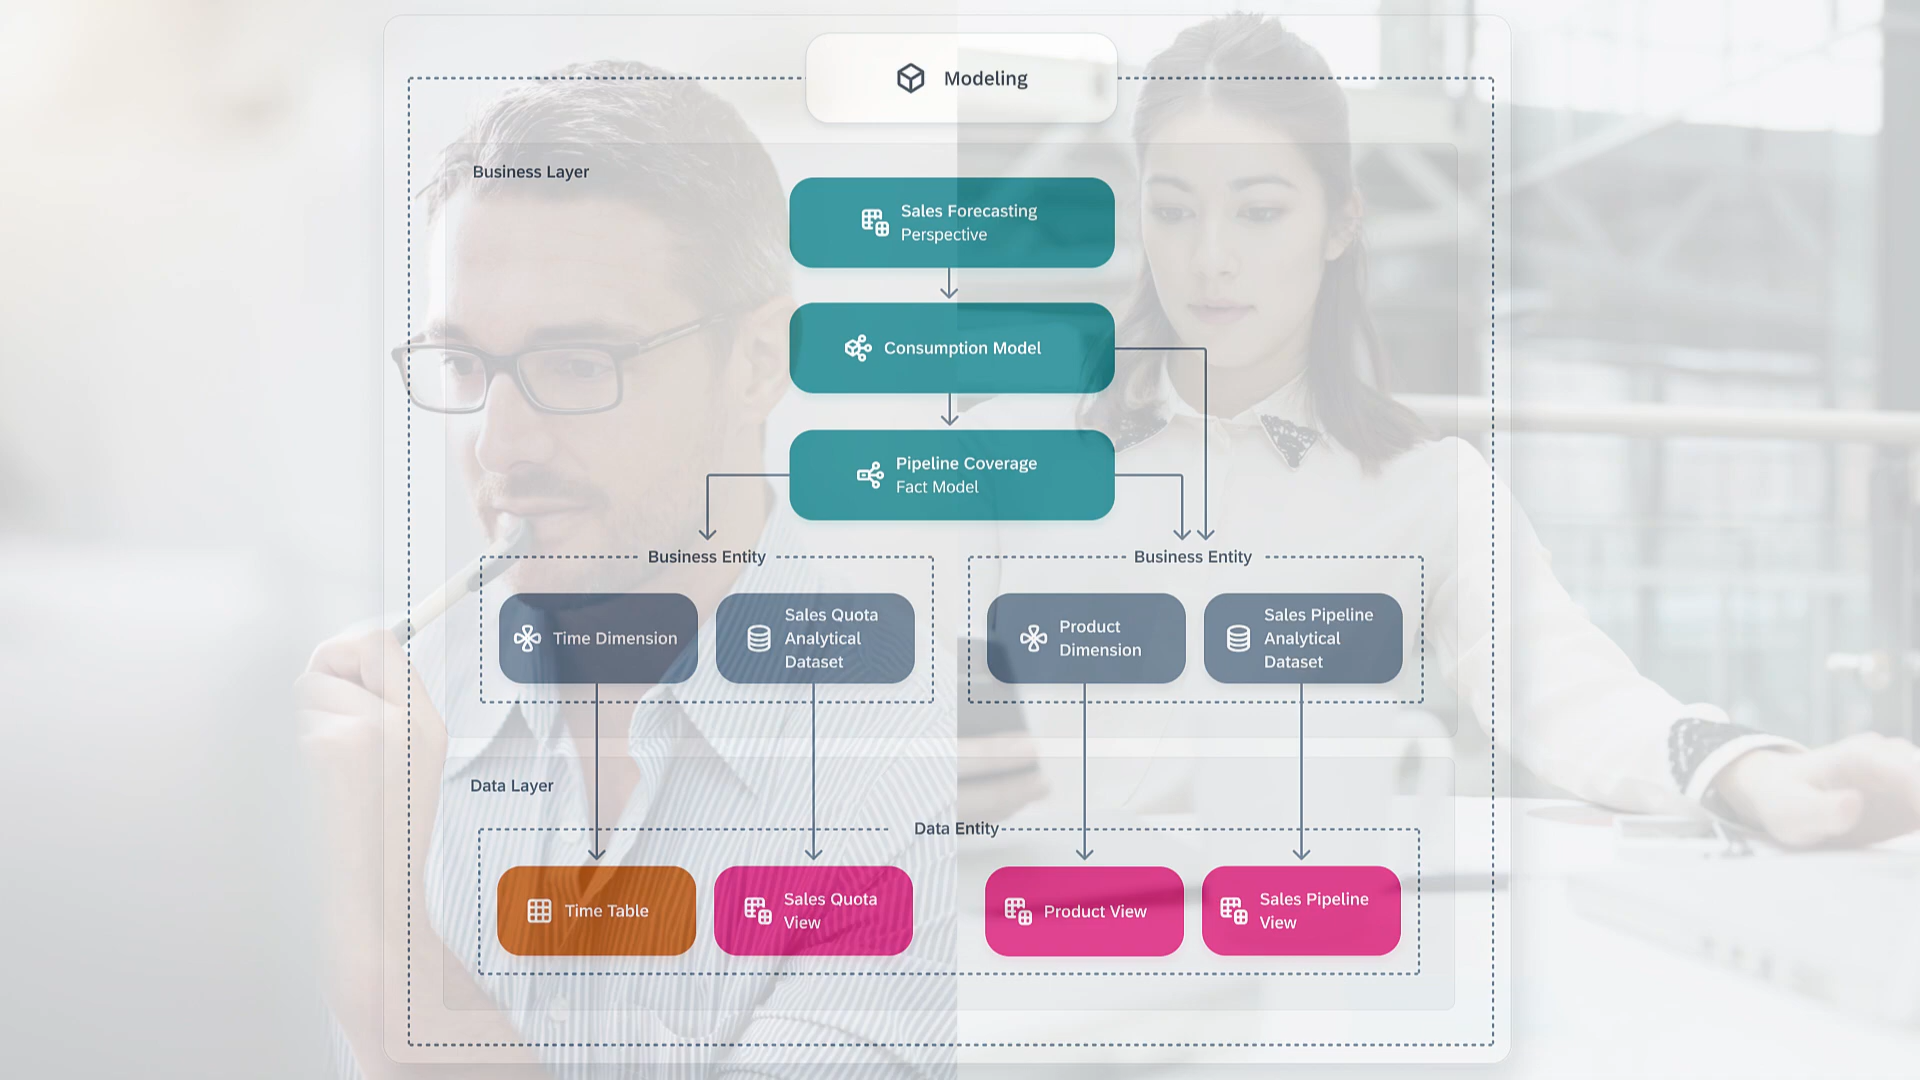 Modeling
Business Layer
Sales Forecasting
Perspective
Consumption Model
Pipeline Coverage
Fact Model
Business Entity
Business Entity
Time Dimension
Sales Quota
Analytical
Dataset
Product
Dimension
Sales Pipeline
Analytical
Dataset
Data Layer
Data Entity
Time Table
Sales Quota
View
Product View
Sales Pipeline
View